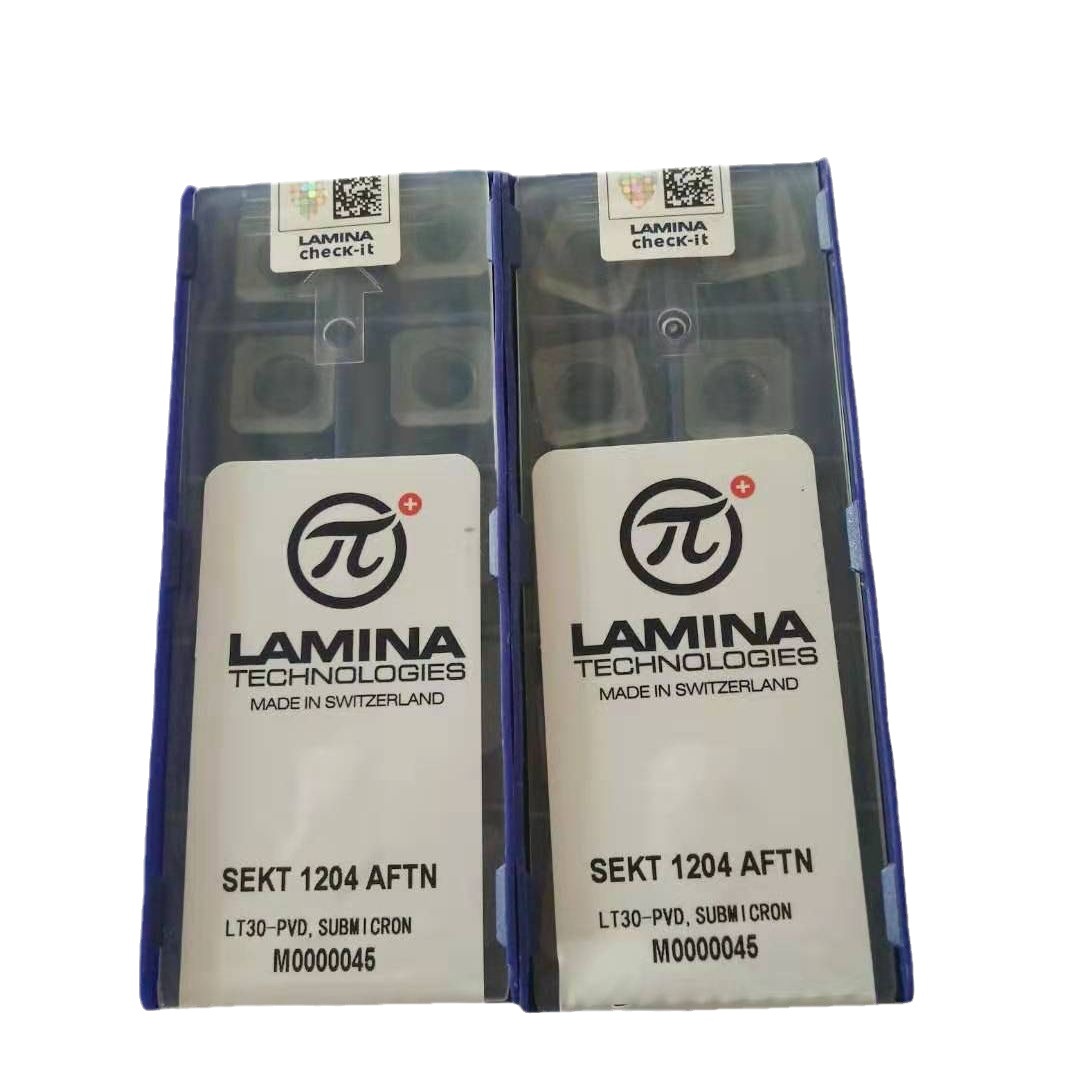 LAMINA
check-it
π
LAMINA
TECHNOLOGIES
MADE IN SWITZERLAND
SEKT 1204 AFTN
LT30-PVD, SUBMICRON
M0000045
LAMINA
check-it
π
LAMINA
TECHNOLOGIES
MADE IN SWITZERLAND
SEKT 1204 AFTN
LT30-PVD, SUBMICRON
M0000045